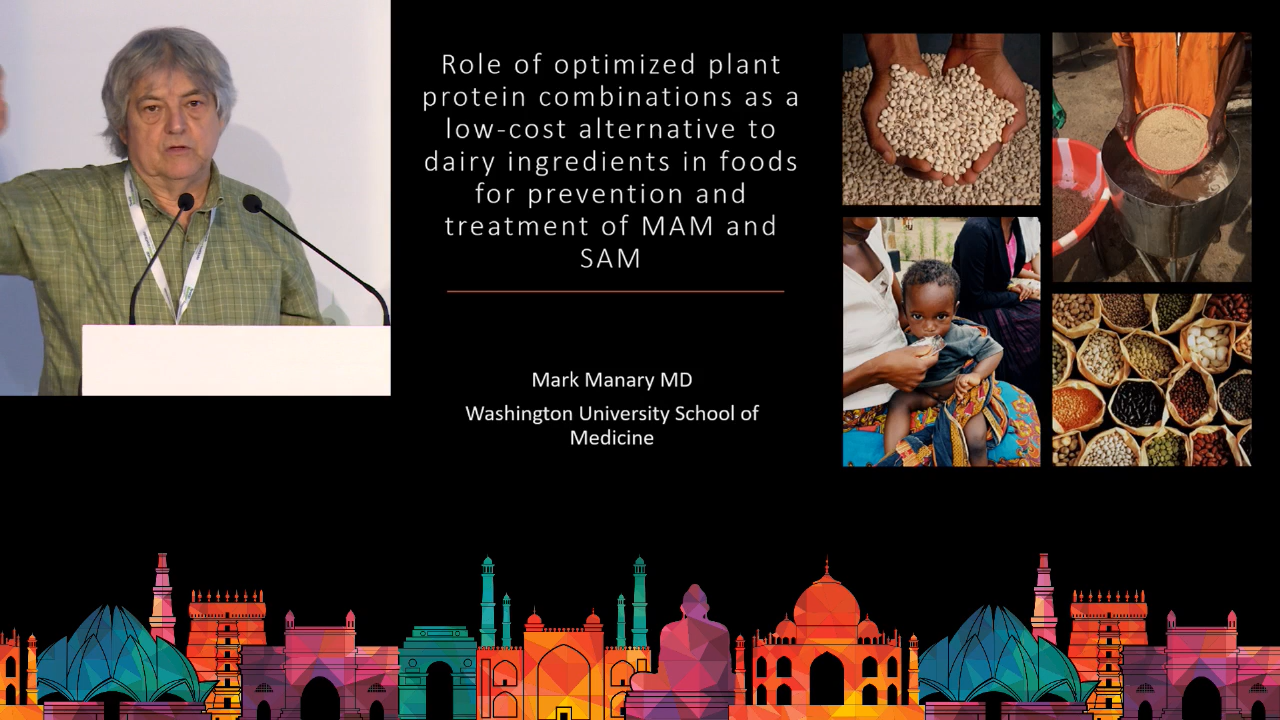 Role of optimized plant
protein combinations as a
low-cost alternative to
dairy ingredients in foods
for prevention and
treatment of MAM and
SAM
Mark Manary MD
Washington University School of
Medicine